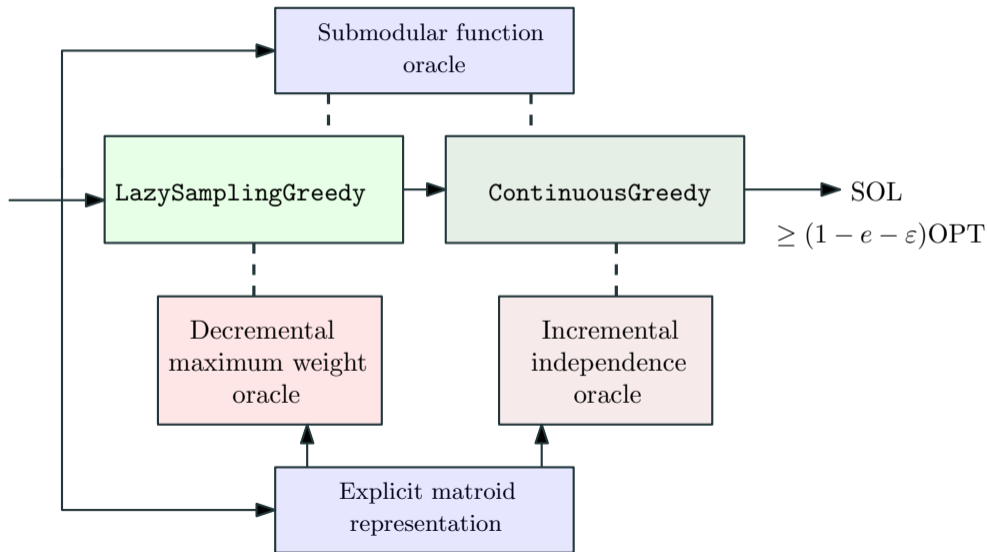 Submodular function
oracle
LazySamplingGreedy
ContinuousGreedy
SOL
≥ (1 − e − ε)OPT
Decremental
maximum weight
oracle
Incremental
independence
oracle
Explicit matroid
representation